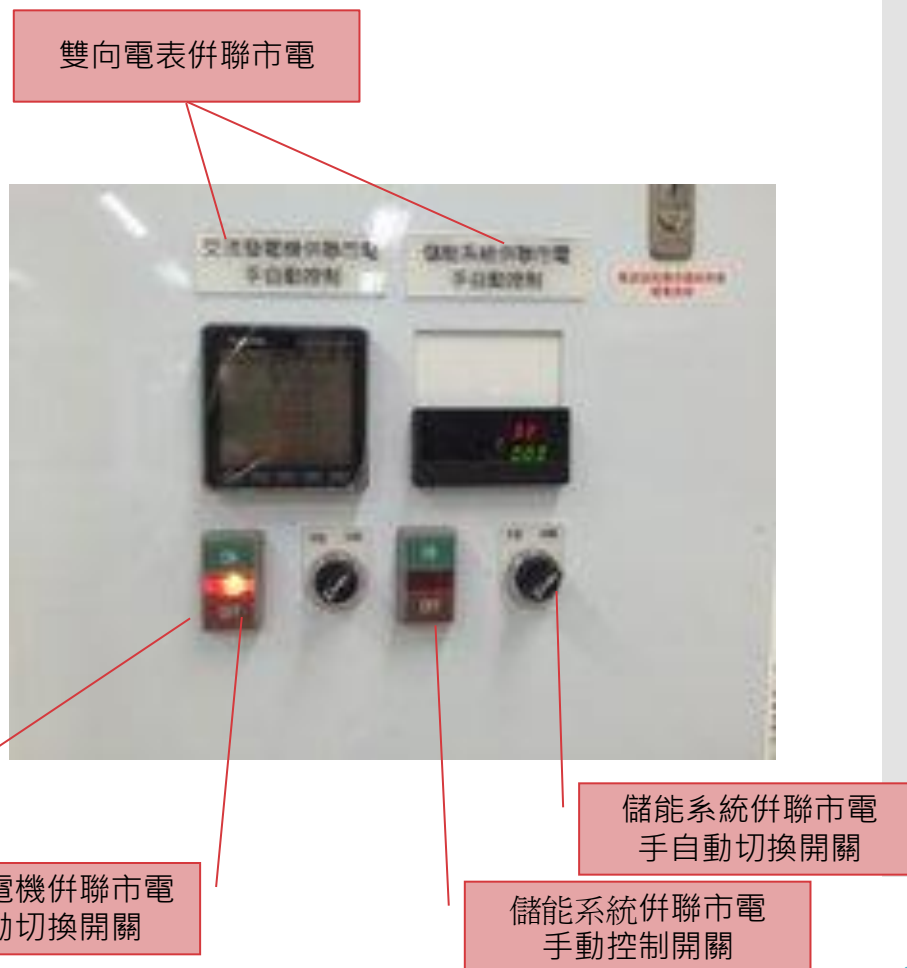 雙向電表併聯市電
交流發電機併聯市電
手自動控制
儲能系統併聯市電
手自動控制
OFF
儲能系統併聯市電
手自動切換開關
電機併聯市電
動切換開關
儲能系統併聯市電
手動控制開關